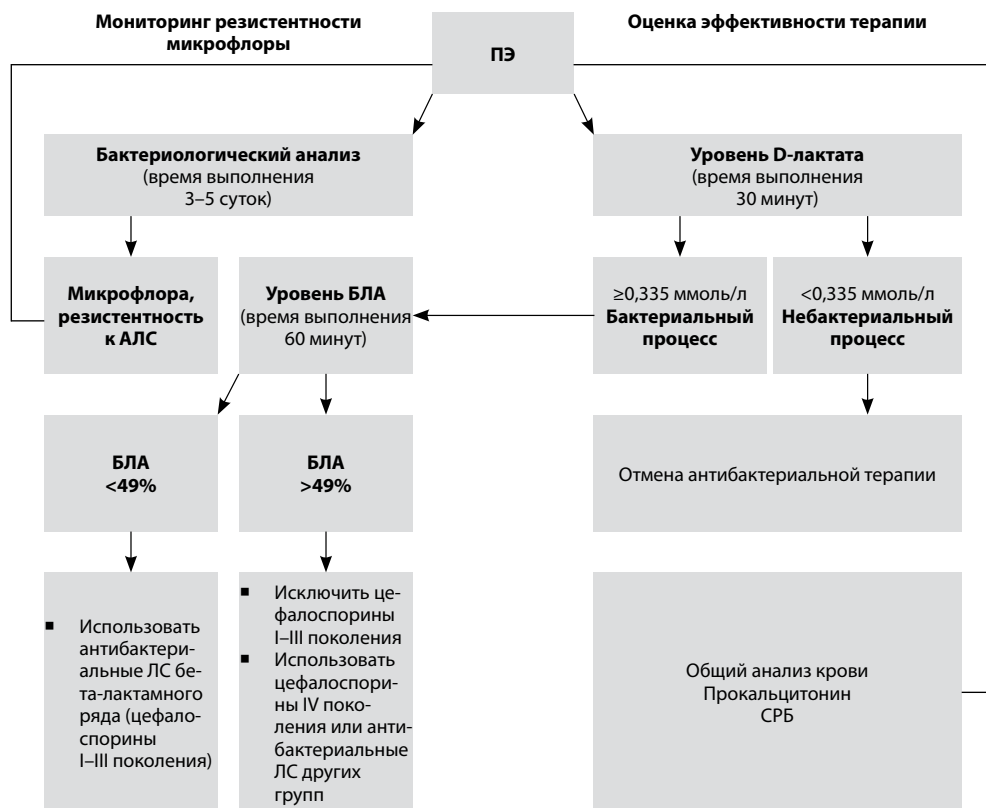 Мониторинг резистентности
микрофлоры
Оценка эффективности терапии
ПЭ
Бактериологический анализ
(время выполнения
3–5 суток)
Уровень D-лактата
(время выполнения
30 минут)
Микрофлора,
резистентность
к АЛС
Уровень БЛА
(время выполнения
60 минут)
≥0,335 ммоль/л
Бактериальный
процесс
<0,335 ммоль/л
Небактериальный
процесс
БЛА
<49%
БЛА
>49%
Отмена антибактериальной терапии
■ Использовать
антибактери-
альные ЛС бе-
та-лактамного
ряда (цефало-
спорины
I–III поколения)
■ Исключить це-
фалоспорины
I–III поколения
■ Использовать
цефалоспори-
ны IV поко-
ления или анти-
бактериальные
ЛС других
групп
Общий анализ крови
Прокальцитонин
СРБ